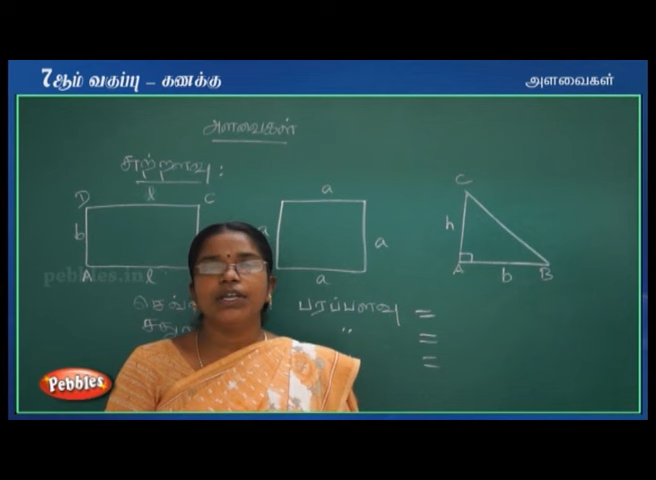 7ஆம் வகுப்பு – கணக்கு அளவைகள்
அளவைகள்
சுற்றளவு :
D l C
b
A l
a
a
a
a
C
h
A b B
pebbles.in
பரப்பளவு =
" =
=
Pebbles